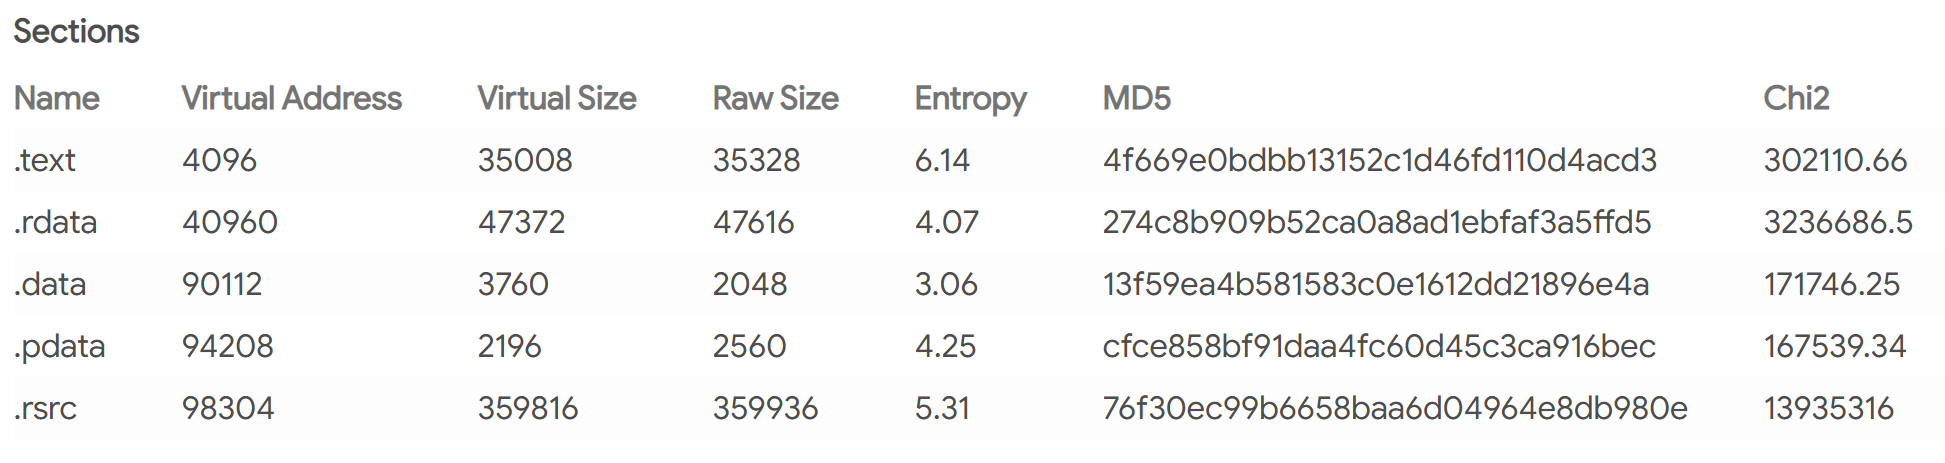 Sections
Name Virtual Address Virtual Size Raw Size Entropy MD5 Chi2
.text 4096 35008 35328 6.14 4f669e0bdbb13152c1d46fd110d4acd3 302110.66
.rdata 40960 47372 47616 4.07 274c8b909b52ca0a8ad1ebfaf3a5ffd5 3236686.5
.data 90112 3760 2048 3.06 13f59ea4b581583c0e1612dd21896e4a 171746.25
.pdata 94208 2196 2560 4.25 cfce858bf91daa4fc60d45c3ca916bec 167539.34
.rsrc 98304 359816 359936 5.31 76f30ec99b6658baa6d04964e8db980e 13935316